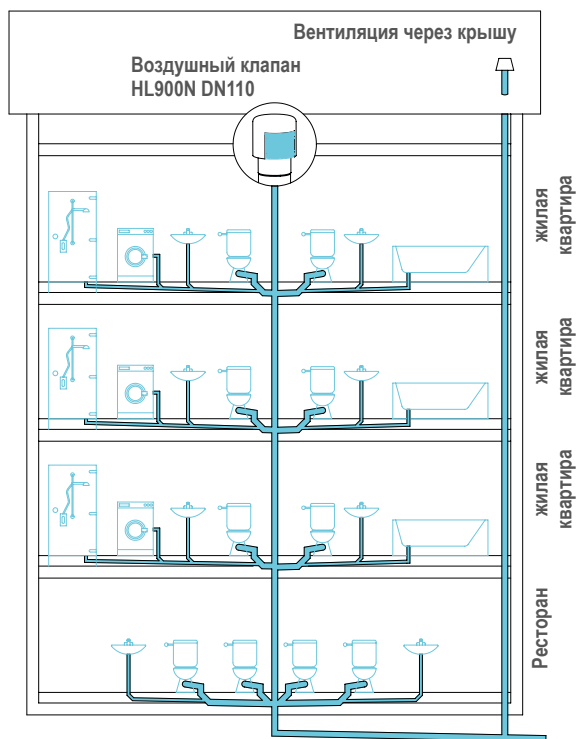 Вентиляция через крышу
Воздушный клапан
HL900N DN110
жилая
квартира
жилая
квартира
жилая
квартира
Ресторан